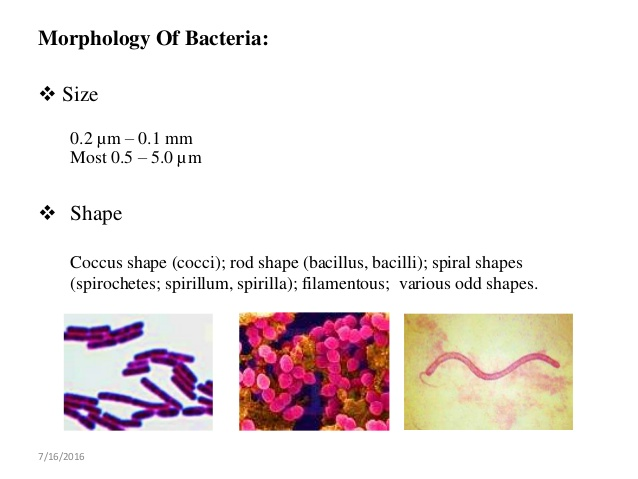 Morphology Of Bacteria:
❖ Size
0.2 µm – 0.1 mm
Most 0.5 – 5.0 µm
❖ Shape
Coccus shape (cocci); rod shape (bacillus, bacilli); spiral shapes
(spirochetes; spirillum, spirilla); filamentous; various odd shapes.
7/16/2016